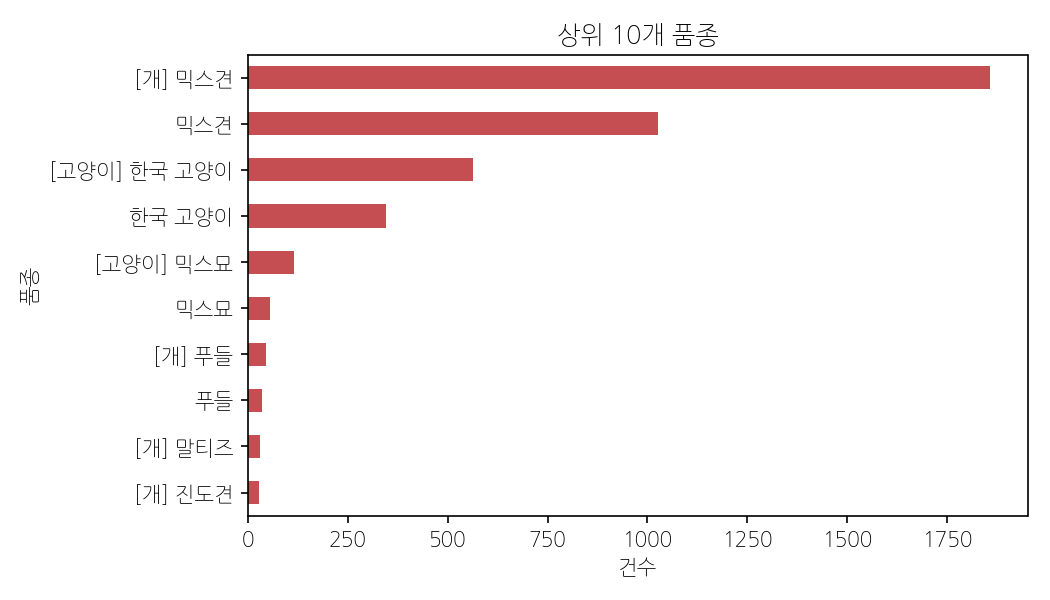 상위 10개 품종
[개] 믹스견
믹스견
[고양이] 한국 고양이
한국 고양이
[고양이] 믹스묘
믹스묘
[개] 푸들
푸들
[개] 말티즈
[개] 진도견
품종
0 250 500 750 1000 1250 1500 1750
건수